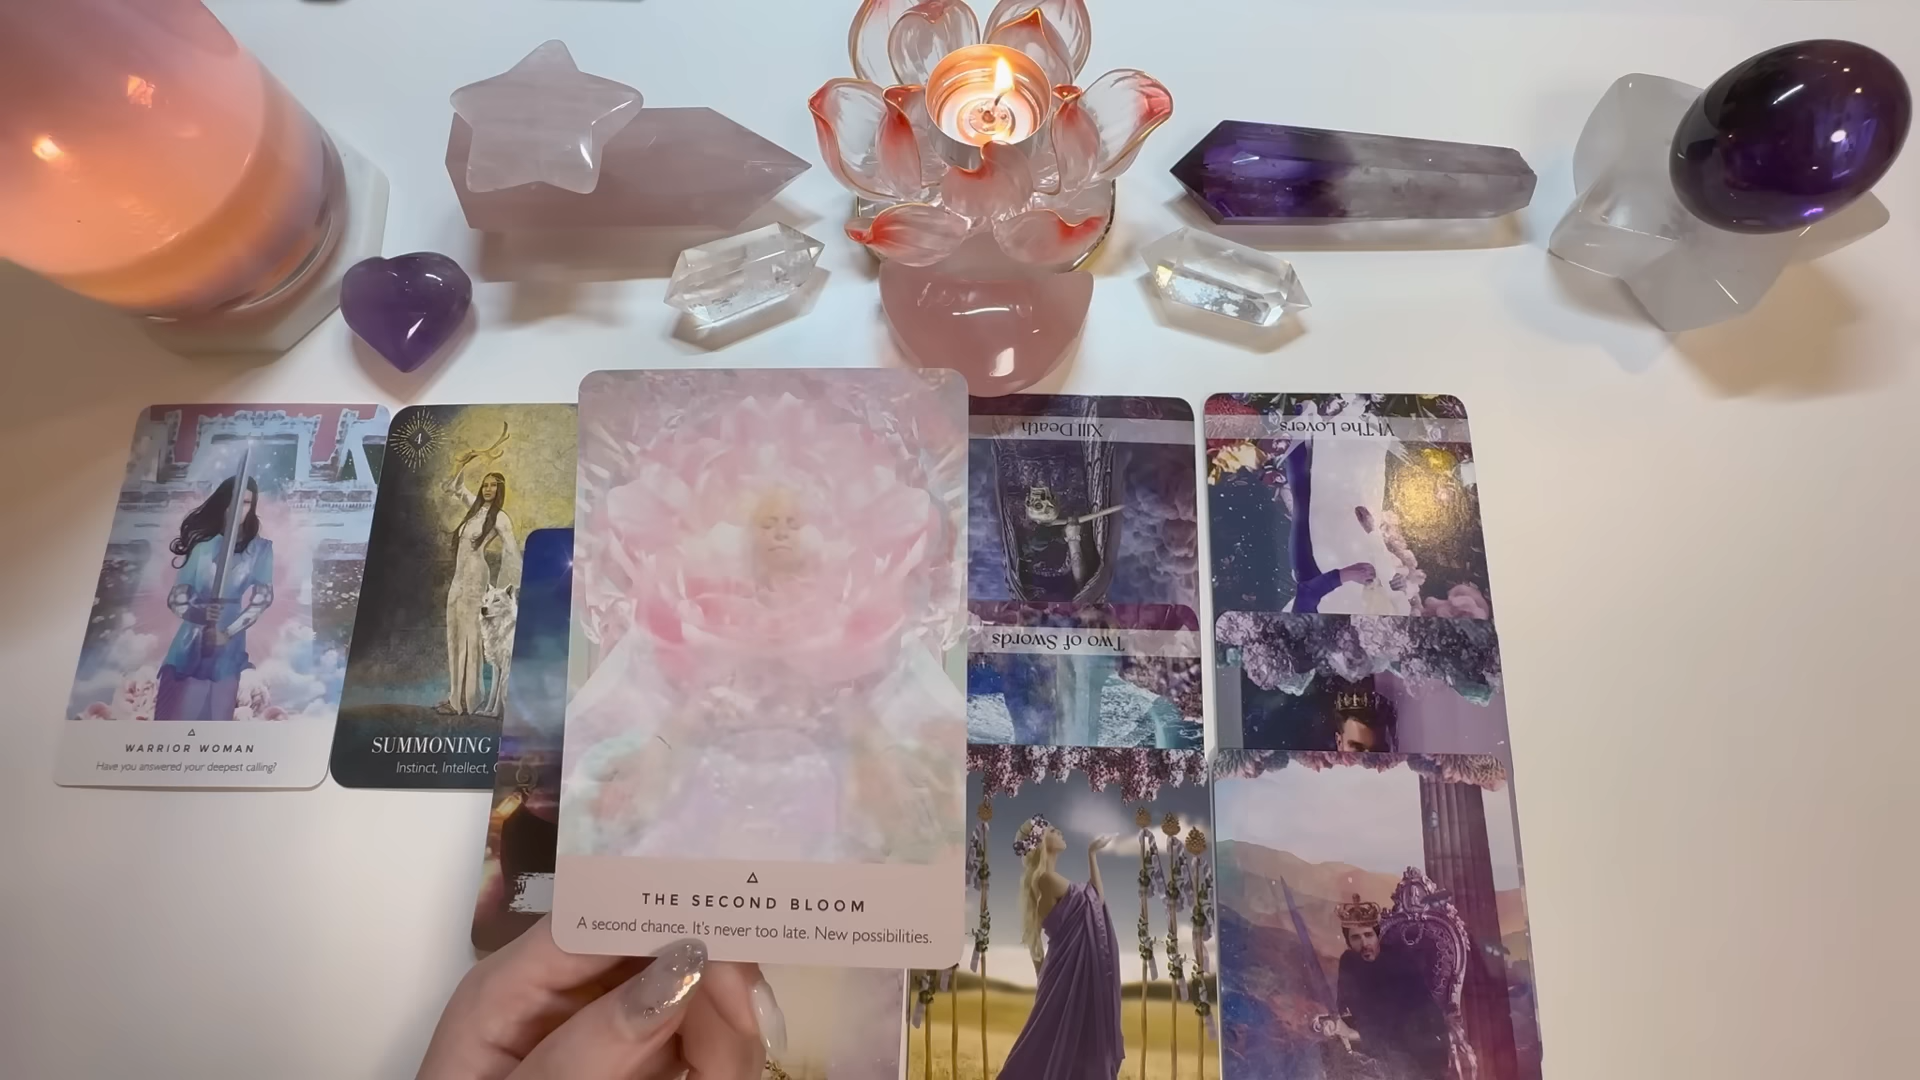 WARRIOR WOMAN
Have you answered your deepest calling?
4
SUMMONING
Instinct, Intellect,
THE SECOND BLOOM
A second chance. It's never too late. New possibilities.
XIII Death
Two of Swords
VI The Lovers